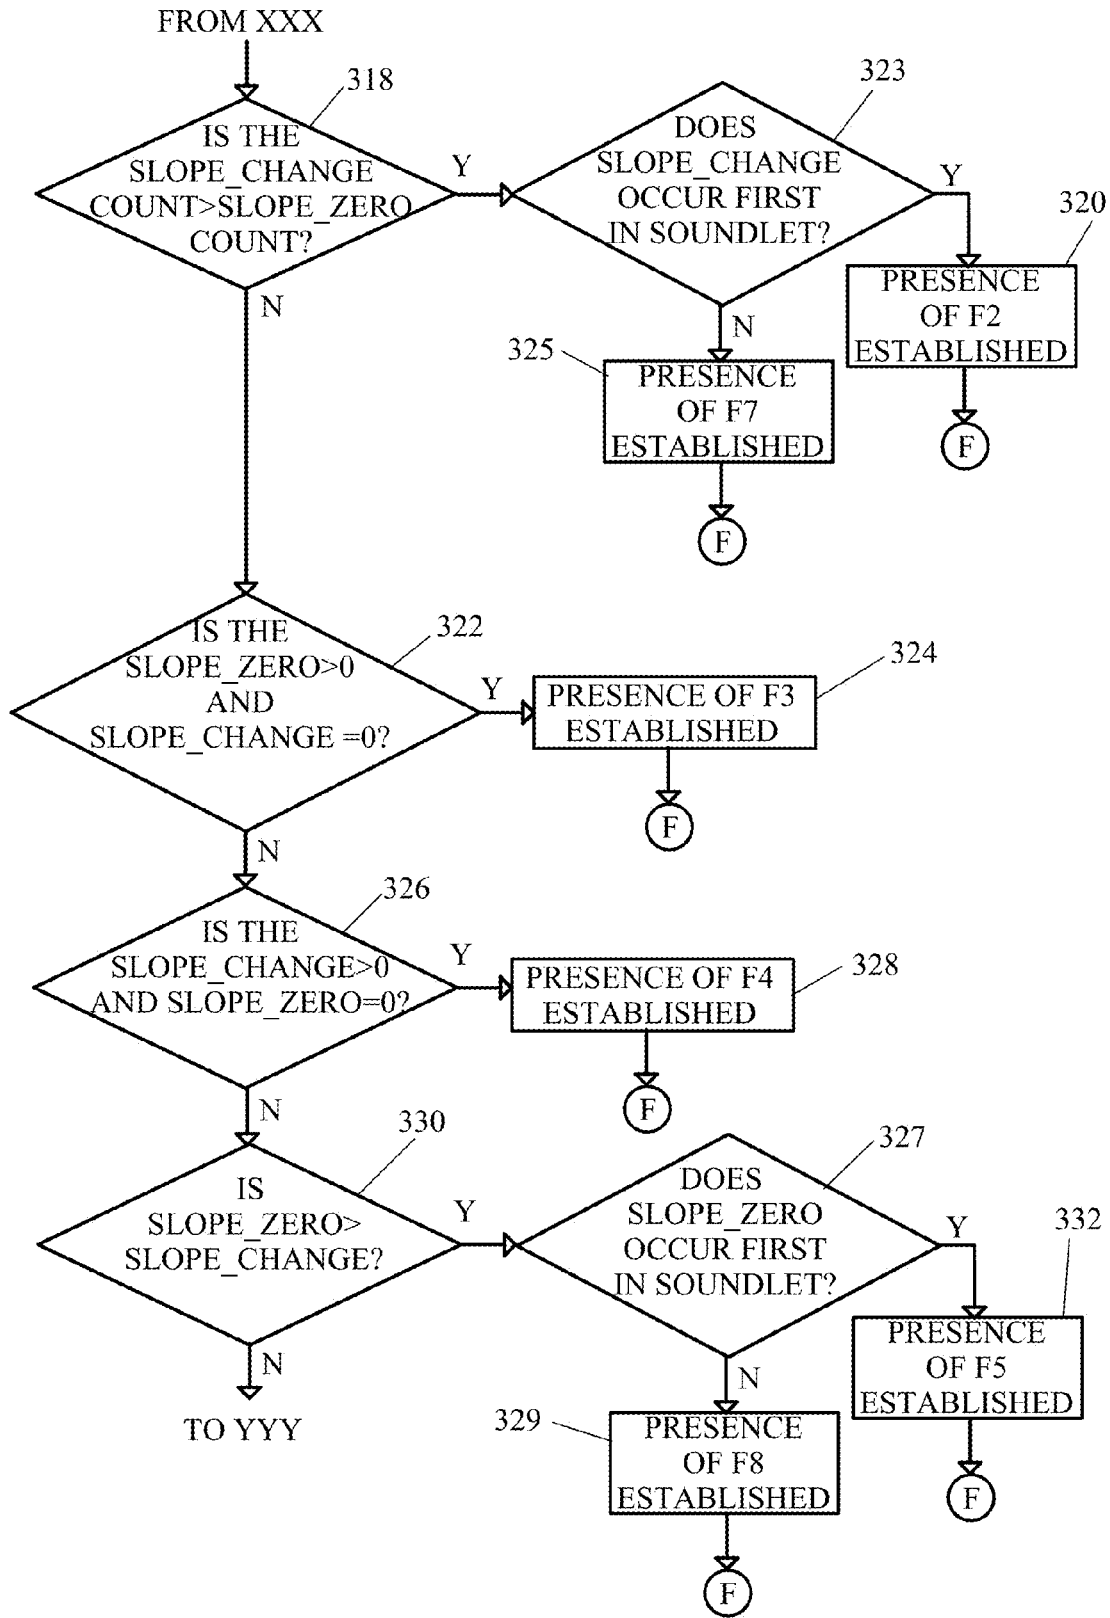 FROM XXX
318
IS THE
SLOPE_CHANGE
COUNT>SLOPE_ZERO
COUNT?
Y
N
323
DOES
SLOPE_CHANGE
OCCUR FIRST
IN SOUNDLET?
Y
N
320
PRESENCE
OF F2
ESTABLISHED
F
325
PRESENCE
OF F7
ESTABLISHED
F
322
IS THE
SLOPE_ZERO>0
AND
SLOPE_CHANGE =0?
Y
N
324
PRESENCE OF F3
ESTABLISHED
F
326
IS THE
SLOPE_CHANGE>0
AND SLOPE_ZERO=0?
Y
N
328
PRESENCE OF F4
ESTABLISHED
F
330
IS
SLOPE_ZERO>
SLOPE_CHANGE?
Y
N
TO YYY
327
DOES
SLOPE_ZERO
OCCUR FIRST
IN SOUNDLET?
Y
N
332
PRESENCE
OF F5
ESTABLISHED
F
329
PRESENCE
OF F8
ESTABLISHED
F